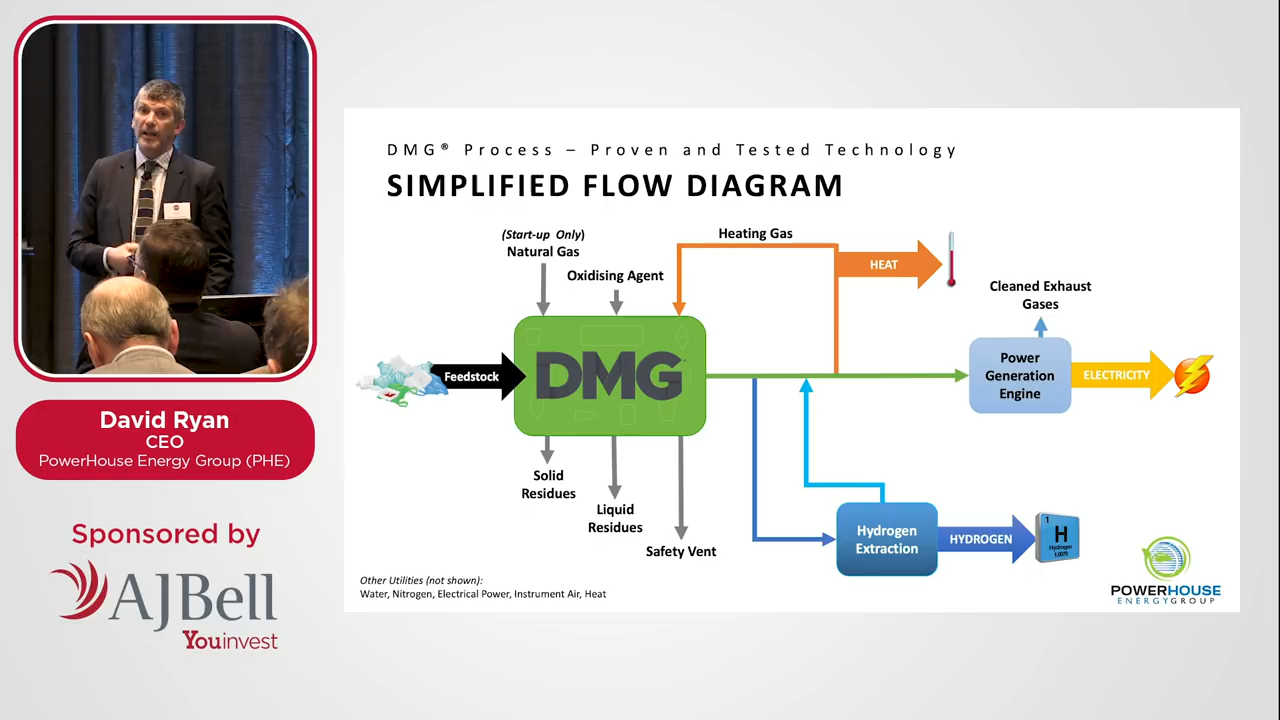 David Ryan
CEO
PowerHouse Energy Group (PHE)
Sponsored by
AJBell
Youinvest
DMG® Process – Proven and Tested Technology
SIMPLIFIED FLOW DIAGRAM
(Start-up Only)
Natural Gas
Oxidising Agent
Heating Gas
HEAT
Cleaned Exhaust
Gases
Feedstock
DMG
Power
Generation
Engine
ELECTRICITY
Solid
Residues
Liquid
Residues
Safety Vent
Hydrogen
Extraction
HYDROGEN
1
H
Hydrogen
1.0079
Other Utilities (not shown):
Water, Nitrogen, Electrical Power, Instrument Air, Heat
POWERHOUSE
ENERGYGROUP